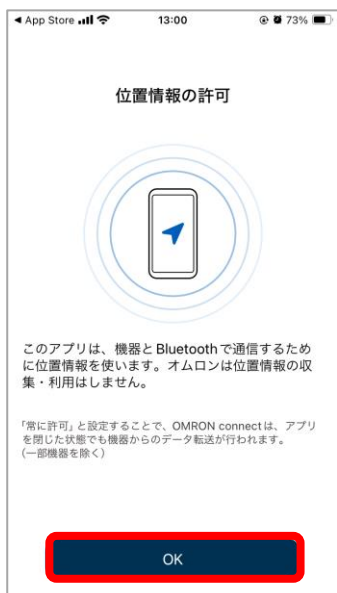 ◀ App Store 13:00 73%
位置情報の許可
このアプリは、機器とBluetoothで通信するため
に位置情報を使います。オムロンは位置情報の収
集・利用はしません。
「常に許可」と設定することで、OMRON connectは、アプリ
を閉じた状態でも機器からのデータ転送が行われます。
(一部機器を除く)
OK